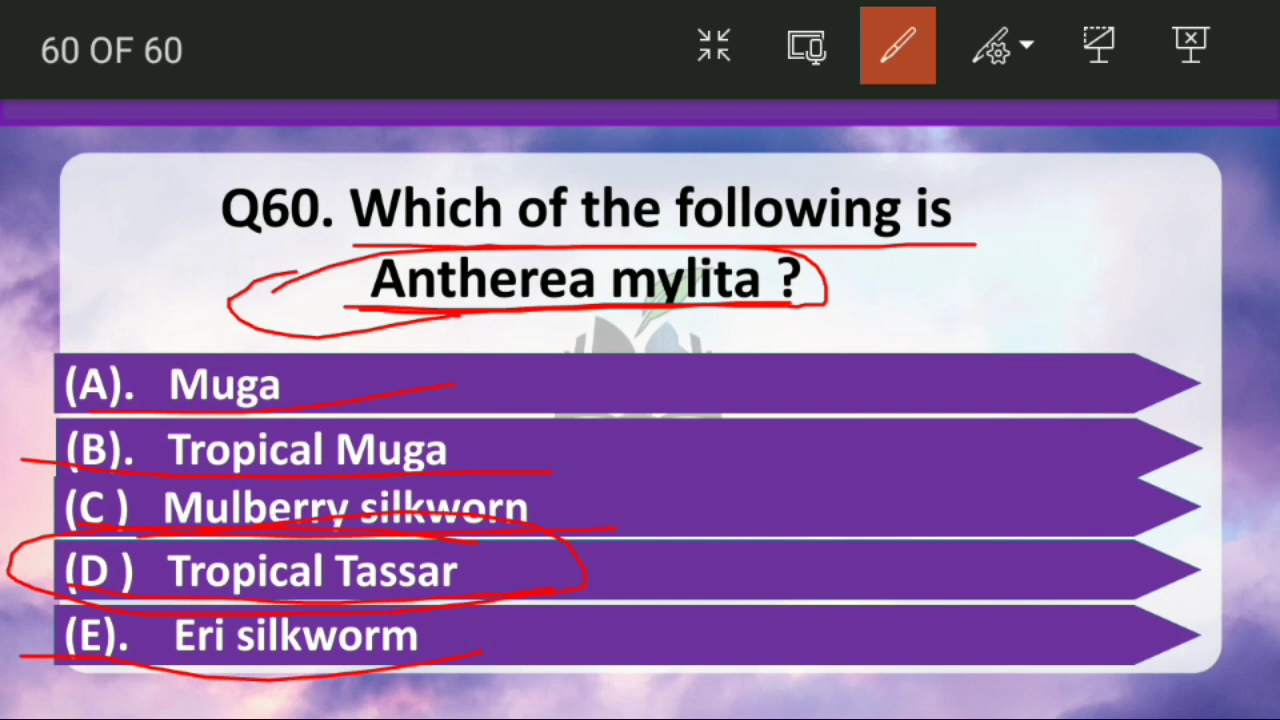 60 OF 60
Q60. Which of the following is
Antherea mylita ?
(A). Muga
(B). Tropical Muga
(C ) Mulberry silkworn
(D ) Tropical Tassar
(E). Eri silkworm